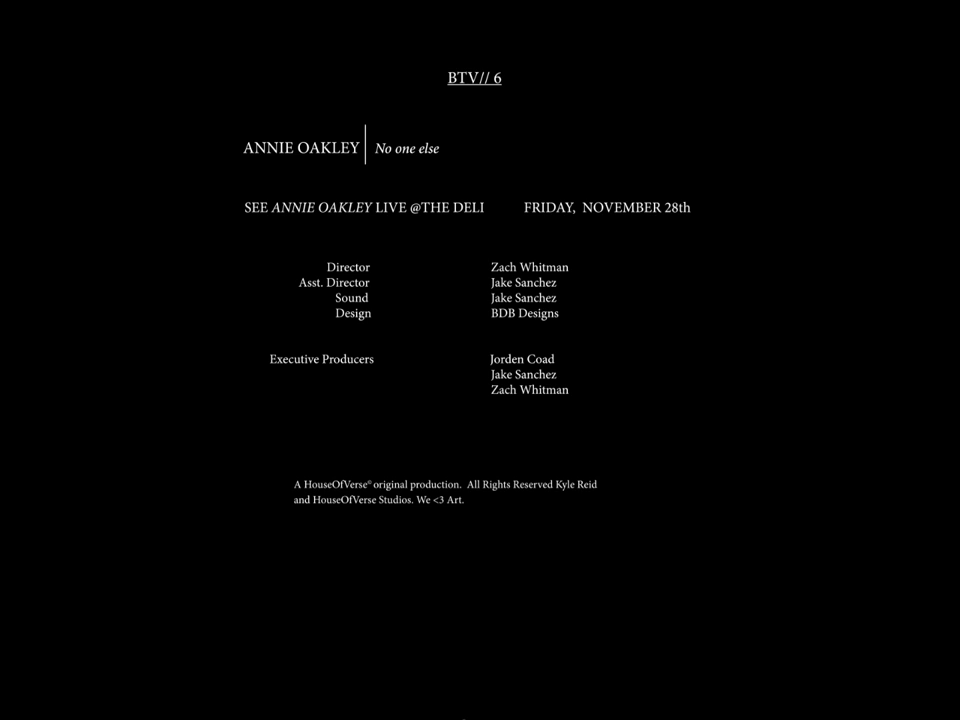 BTV// 6
ANNIE OAKLEY | No one else
SEE ANNIE OAKLEY LIVE @THE DELI FRIDAY, NOVEMBER 28th
Director Zach Whitman
Asst. Director Jake Sanchez
Sound Jake Sanchez
Design BDB Designs
Executive Producers Jorden Coad
Jake Sanchez
Zach Whitman
A HouseOfVerse© original production. All Rights Reserved Kyle Reid
and HouseOfVerse Studios. We <3 Art.